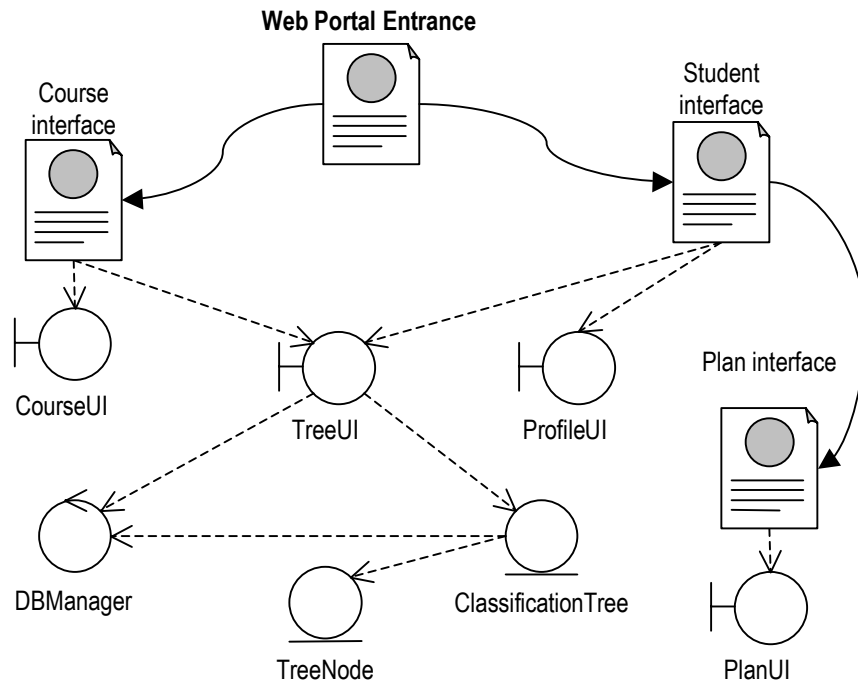 Web Portal Entrance
Course
interface
Student
interface
CourseUI
TreeUI
ProfileUI
Plan interface
DBManager
ClassificationTree
TreeNode
PlanUI